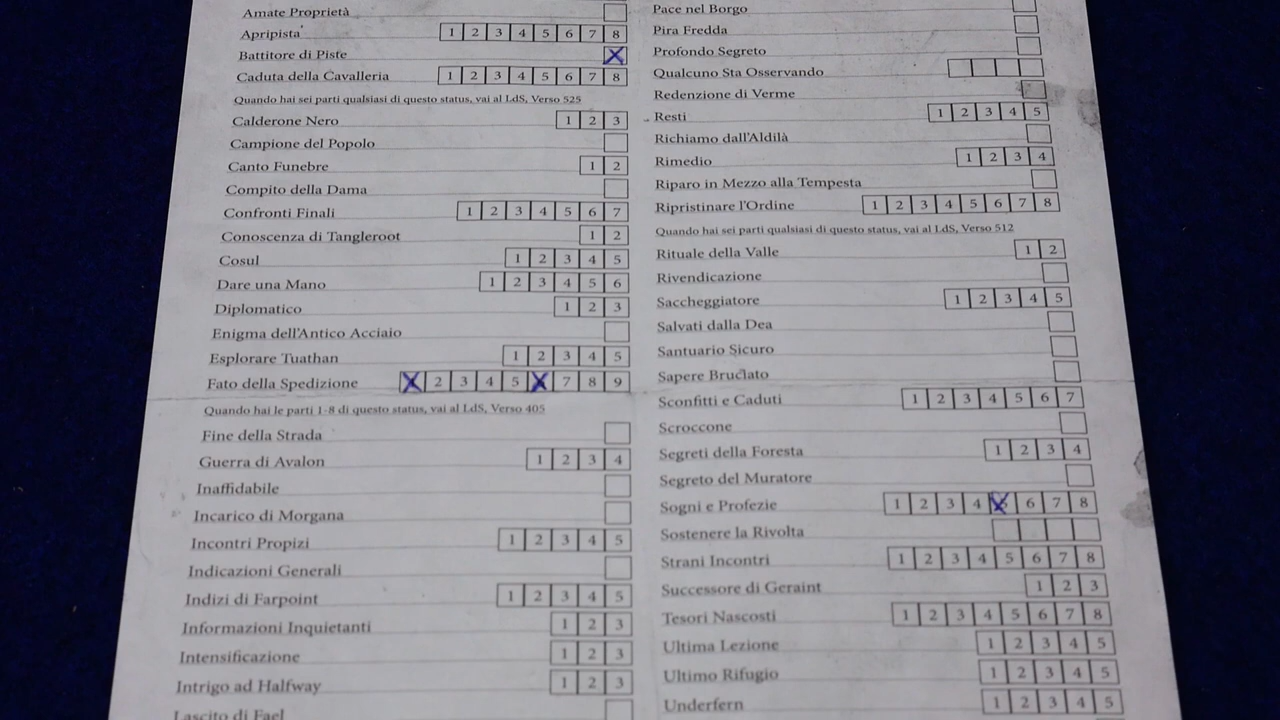 Amate Proprietà
Apripista 1 2 3 4 5 6 7 8
Battitore di Piste X
Caduta della Cavalleria 1 2 3 4 5 6 7 8
Quando hai sei parti qualsiasi di questo status, vai al LdS, Verso 525
Calderone Nero 1 2 3
Campione del Popolo
Canto Funebre 1 2
Compito della Dama
Confronti Finali 1 2 3 4 5 6 7
Conoscenza di Tangleroot 1 2
Cosul 1 2 3 4 5
Dare una Mano 1 2 3 4 5 6
Diplomatico 1 2 3
Enigma dell'Antico Acciaio
Esplorare Tuathan 1 2 3 4 5
Fato della Spedizione X 2 3 4 5 X 7 8 9
Quando hai le parti 1-8 di questo status, vai al LdS, Verso 405
Fine della Strada
Guerra di Avalon 1 2 3 4
Inaffidabile
Incarico di Morgana
Incontri Propizi 1 2 3 4 5
Indicazioni Generali
Indizi di Farpoint 1 2 3 4 5
Informazioni Inquietanti 1 2 3
Intensificazione 1 2 3
Intrigo ad Halfway 1 2 3
Lascito di Fael
Pace nel Borgo
Pira Fredda
Profondo Segreto
Qualcuno Sta Osservando
Redenzione di Verme
Resti 1 2 3 4 5
Richiamo dall'Aldilà
Rimedio 1 2 3 4
Riparo in Mezzo alla Tempesta
Ripristinare l'Ordine 1 2 3 4 5 6 7 8
Quando hai sei parti qualsiasi di questo status, vai al LdS, Verso 512
Rituale della Valle 1 2
Rivendicazione
Saccheggiatore 1 2 3 4 5
Salvati dalla Dea
Santuario Sicuro
Sapere Bruciato
Sconfitti e Caduti 1 2 3 4 5 6 7
Scroccone
Segreti della Foresta 1 2 3 4
Segreto del Muratore
Sogni e Profezie 1 2 3 4 X 6 7 8
Sostenere la Rivolta
Strani Incontri 1 2 3 4 5 6 7 8
Successore di Geraint 1 2 3
Tesori Nascosti 1 2 3 4 5 6 7 8
Ultima Lezione 1 2 3 4 5
Ultimo Rifugio 1 2 3 4 5
Underfern 1 2 3 4 5